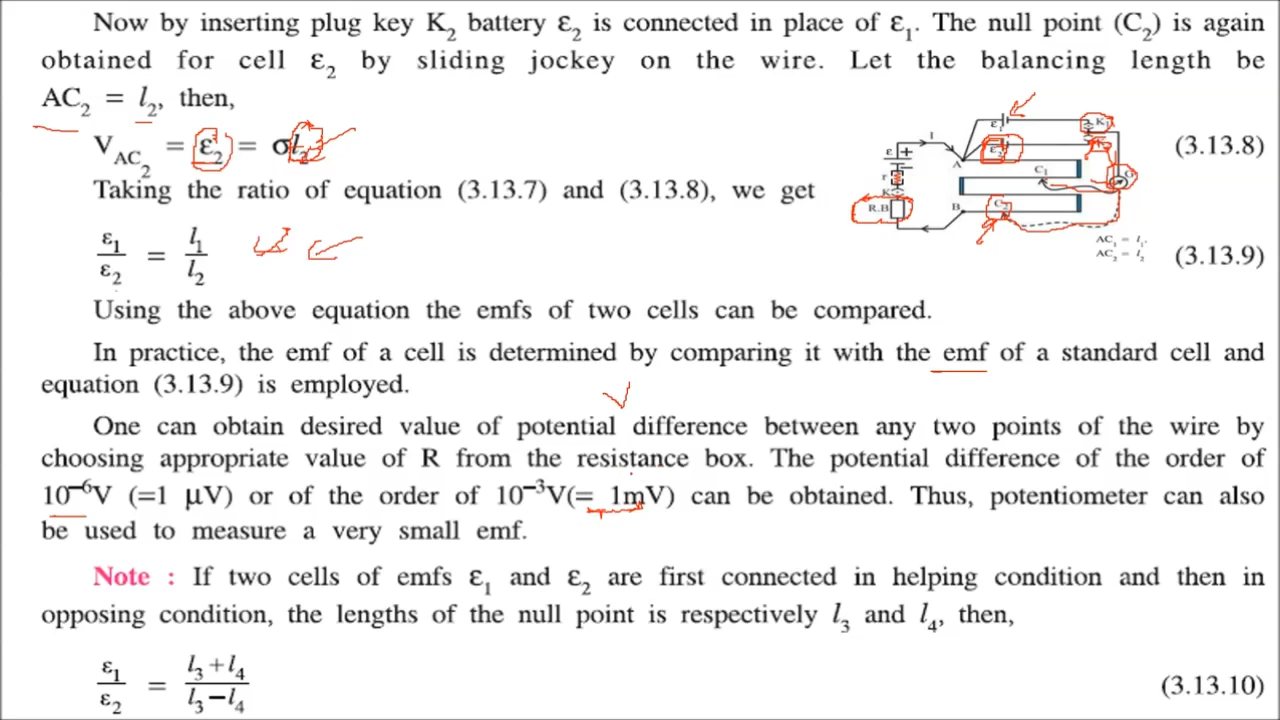 Now by inserting plug key K₂ battery ε₂ is connected in place of ε₁. The null point (C₂) is again
obtained for cell ε₂ by sliding jockey on the wire. Let the balancing length be
AC₂ = l₂, then,
V_AC₂ = ε₂ = σl₂ (3.13.8)
Taking the ratio of equation (3.13.7) and (3.13.8), we get
ε₁/ε₂ = l₁/l₂ (3.13.9)
ε₁
K₁
ε
+
I
ε₂
A
C₁
G
r
K
R.B
B
C₂
AC₁ = l₁.
AC₂ = l₂
Using the above equation the emfs of two cells can be compared.
In practice, the emf of a cell is determined by comparing it with the emf of a standard cell and
equation (3.13.9) is employed.
One can obtain desired value of potential difference between any two points of the wire by
choosing appropriate value of R from the resistance box. The potential difference of the order of
10⁻⁶V (=1 μV) or of the order of 10⁻³V(= 1mV) can be obtained. Thus, potentiometer can also
be used to measure a very small emf.
Note : If two cells of emfs ε₁ and ε₂ are first connected in helping condition and then in
opposing condition, the lengths of the null point is respectively l₃ and l₄, then,
ε₁/ε₂ = (l₃+l₄)/(l₃−l₄) (3.13.10)